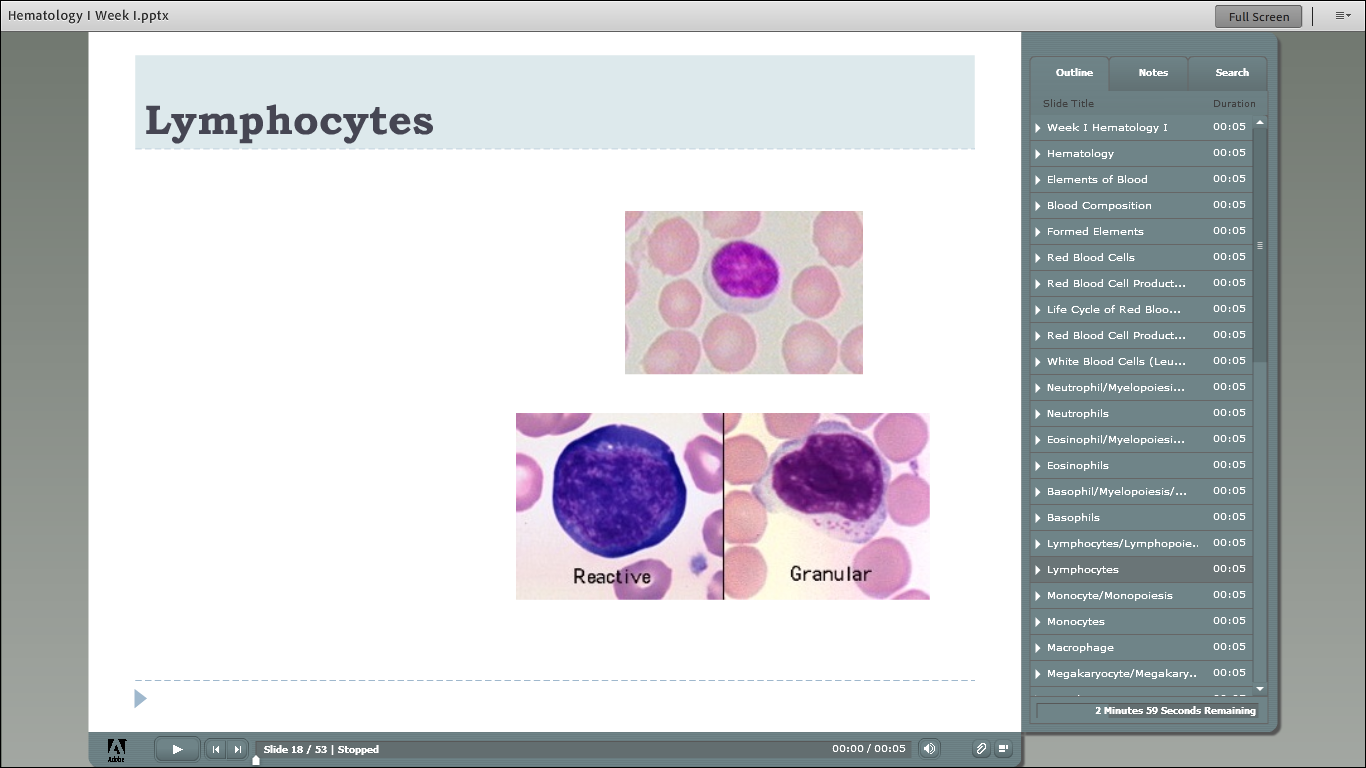 Hematology I Week I.pptx
Full Screen
Lymphocytes
Reactive
Granular
Outline Notes Search
Slide Title Duration
Week I Hematology I 00:05
Hematology 00:05
Elements of Blood 00:05
Blood Composition 00:05
Formed Elements 00:05
Red Blood Cells 00:05
Red Blood Cell Product... 00:05
Life Cycle of Red Bloo... 00:05
Red Blood Cell Product... 00:05
White Blood Cells (Leu... 00:05
Neutrophil/Myelopoiesi... 00:05
Neutrophils 00:05
Eosinophil/Myelopoiesi... 00:05
Eosinophils 00:05
Basophil/Myelopoiesis/... 00:05
Basophils 00:05
Lymphocytes/Lymphopoie.. 00:05
Lymphocytes 00:05
Monocyte/Monopoiesis 00:05
Monocytes 00:05
Macrophage 00:05
Megakaryocyte/Megakary.. 00:05
2 Minutes 59 Seconds Remaining
Adobe
Slide 18 / 53 | Stopped
00:00 / 00:05